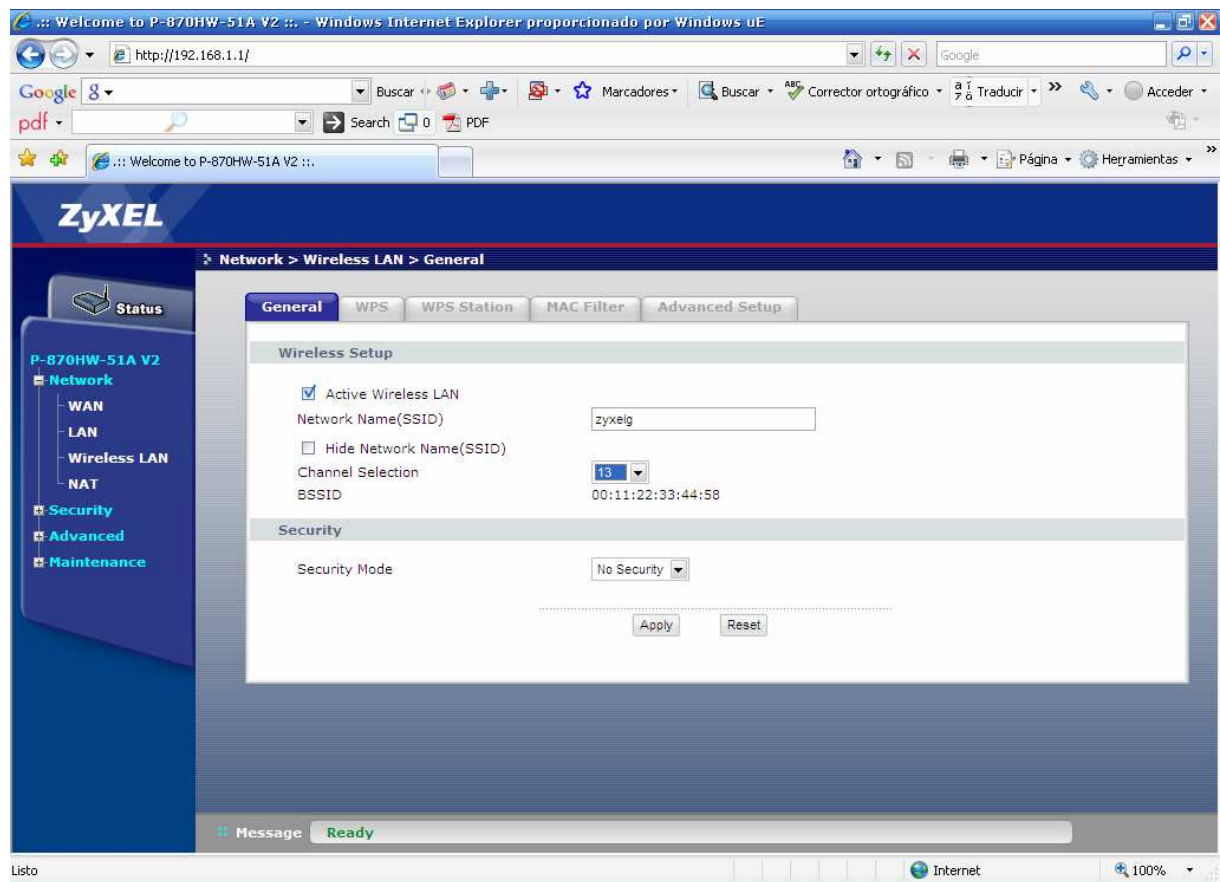 .:: Welcome to P-870HW-51A V2 ::. - Windows Internet Explorer proporcionado por Windows uE
http://192.168.1.1/
Google
Google
Buscar
Marcadores
Buscar
ABC
Corrector ortográfico
Traducir
»
Acceder
pdf
Search
0
PDF
.:: Welcome to P-870HW-51A V2 ::.
Página
Herramientas
»
ZyXEL
Network > Wireless LAN > General
Status
General
WPS
WPS Station
MAC Filter
Advanced Setup
P-870HW-51A V2
Network
WAN
LAN
Wireless LAN
NAT
Security
Advanced
Maintenance
Wireless Setup
Active Wireless LAN
Network Name(SSID)
zyxelg
Hide Network Name(SSID)
Channel Selection
13
BSSID
00:11:22:33:44:58
Security
Security Mode
No Security
Apply
Reset
Message
Ready
Listo
Internet
100%